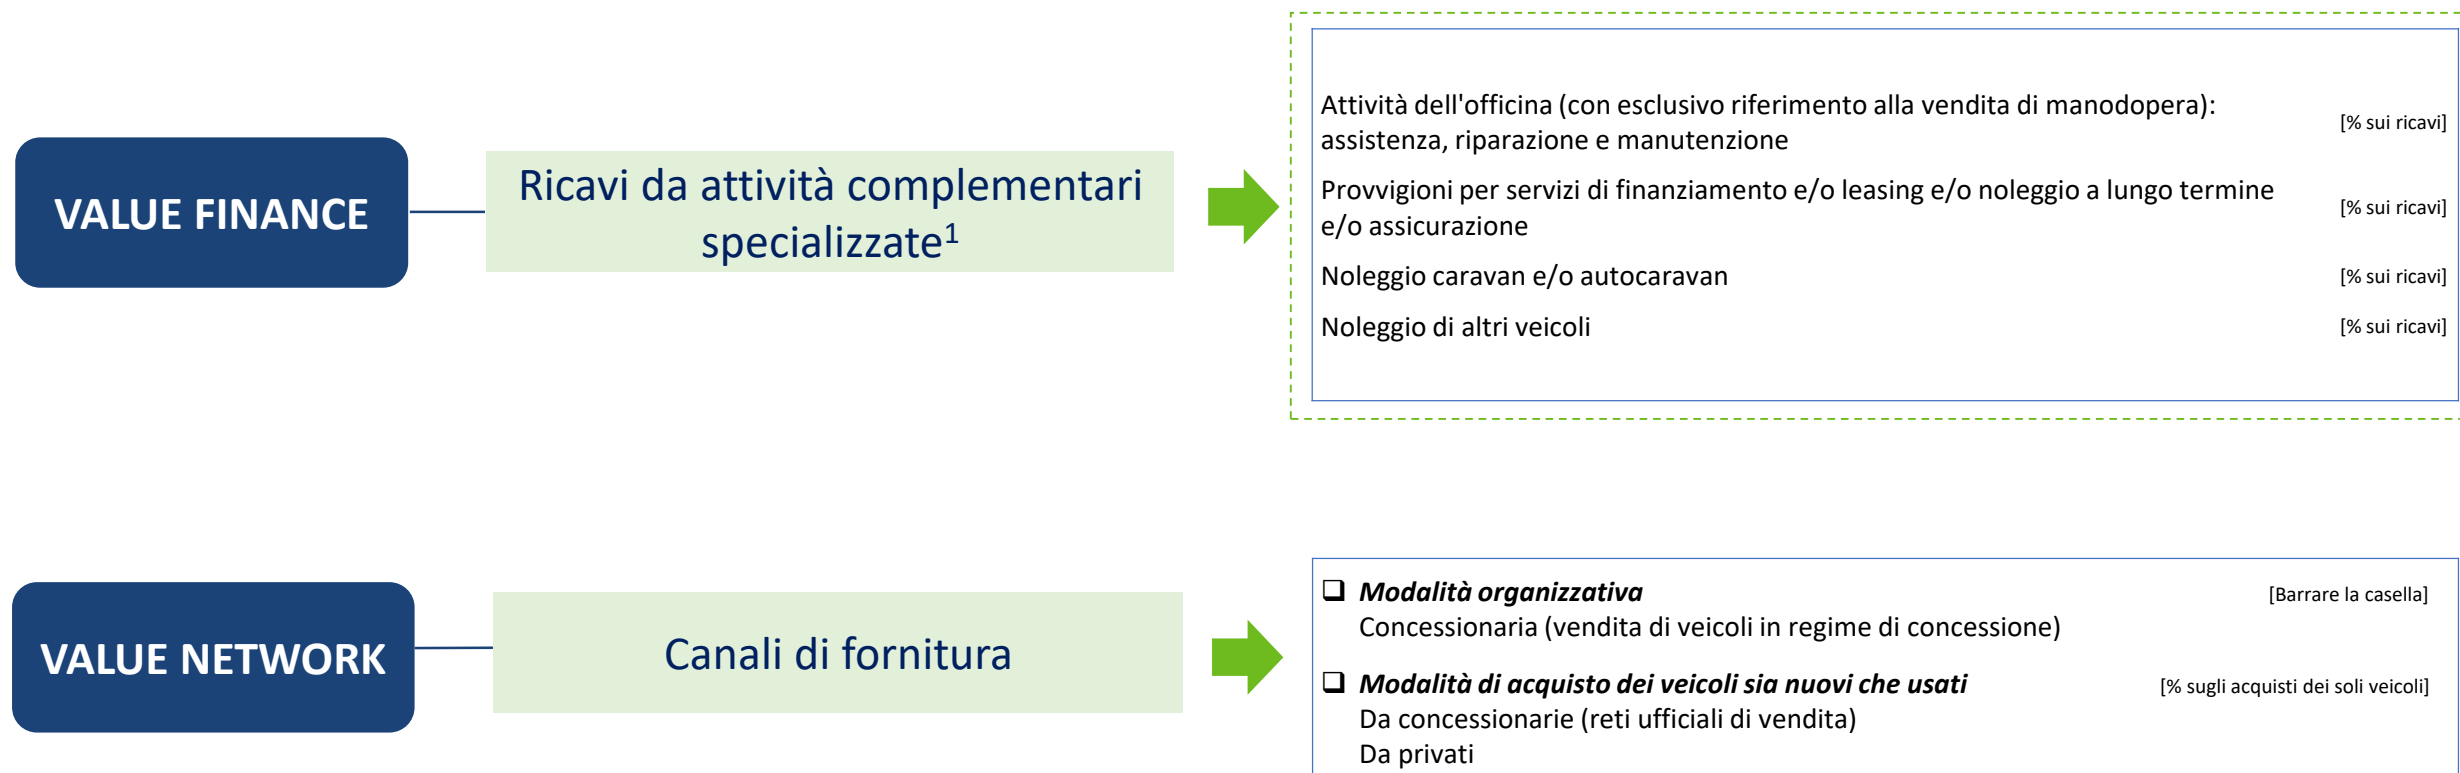 VALUE FINANCE
Ricavi da attività complementari
specializzate¹
Attività dell'officina (con esclusivo riferimento alla vendita di manodopera):
assistenza, riparazione e manutenzione
[% sui ricavi]
Provvigioni per servizi di finanziamento e/o leasing e/o noleggio a lungo termine
e/o assicurazione
[% sui ricavi]
Noleggio caravan e/o autocaravan [% sui ricavi]
Noleggio di altri veicoli [% sui ricavi]
VALUE NETWORK
Canali di fornitura
❑ Modalità organizzativa [Barrare la casella]
Concessionaria (vendita di veicoli in regime di concessione)
❑ Modalità di acquisto dei veicoli sia nuovi che usati [% sugli acquisti dei soli veicoli]
Da concessionarie (reti ufficiali di vendita)
Da privati